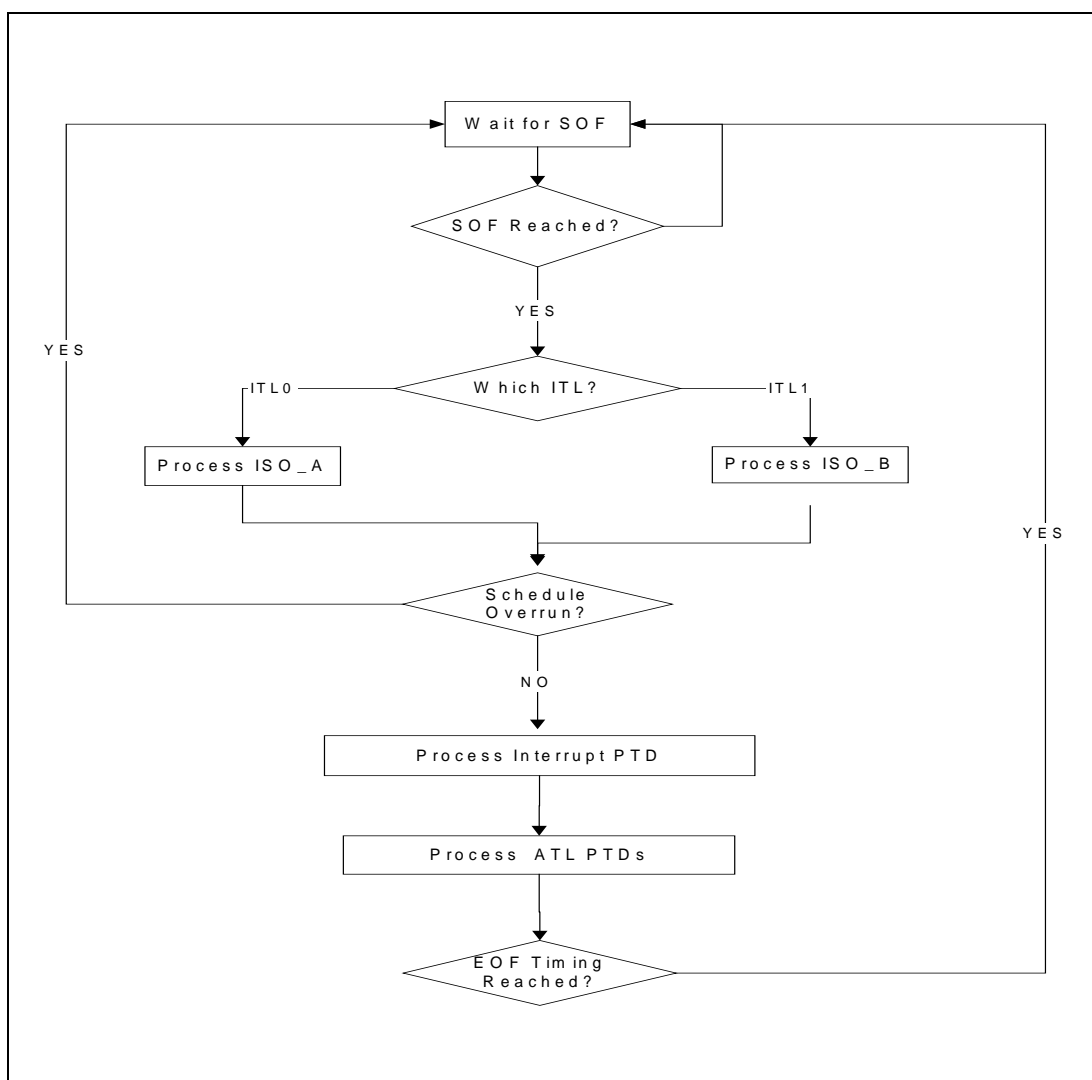 Wait for SOF
SOF Reached?
YES
YES
Which ITL?
ITL0
ITL1
Process ISO_A
Process ISO_B
YES
Schedule
Overrun?
NO
Process Interrupt PTD
Process ATL PTDs
EOF Timing
Reached?